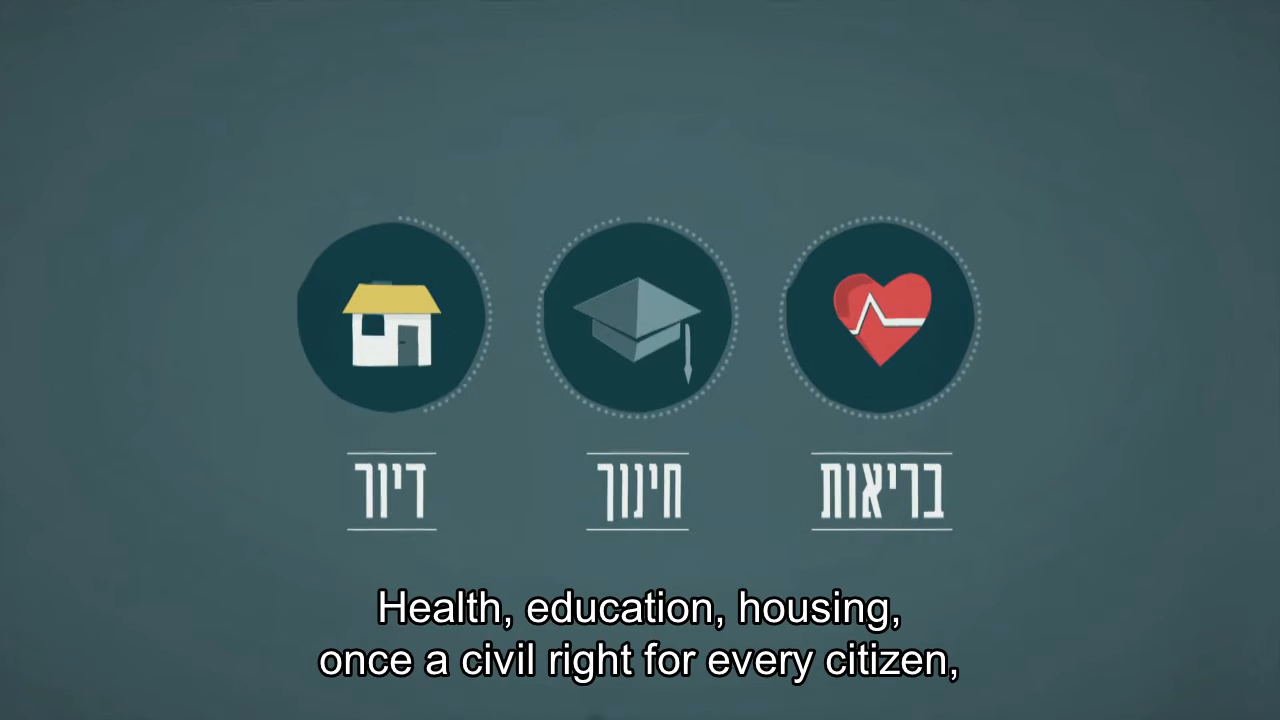 בריאות
חינוך
דיור
Health, education, housing,
once a civil right for every citizen,